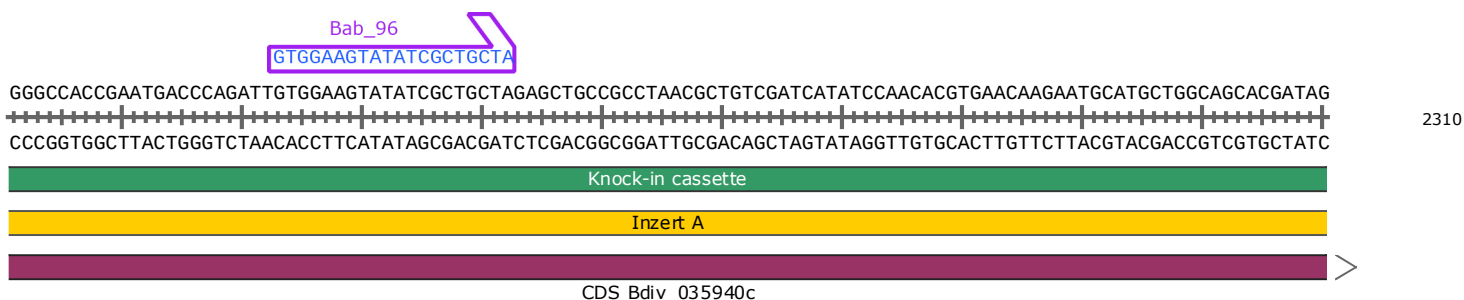 Bab_96
GTGGAAGTATATCGCTGCTA
GGGCCACCGAATGACCCAGATTGTGGAAGTATATCGCTGCTAGAGCTGCCGCCTAACGCTGTCGATCATATCCAACACGTGAACAAGAATGCATGCTGGCAGCACGATAG
2310
CCCGGTGGCTTACTGGGTCTAACACCTTCATATAGCGACGATCTCGACGGCGGATTGCGACAGCTAGTATAGGTTGTGCACTTGTTCTTACGTACGACCGTCGTGCTATC
Knock-in cassette
Inzert A
CDS Bdiv_035940c